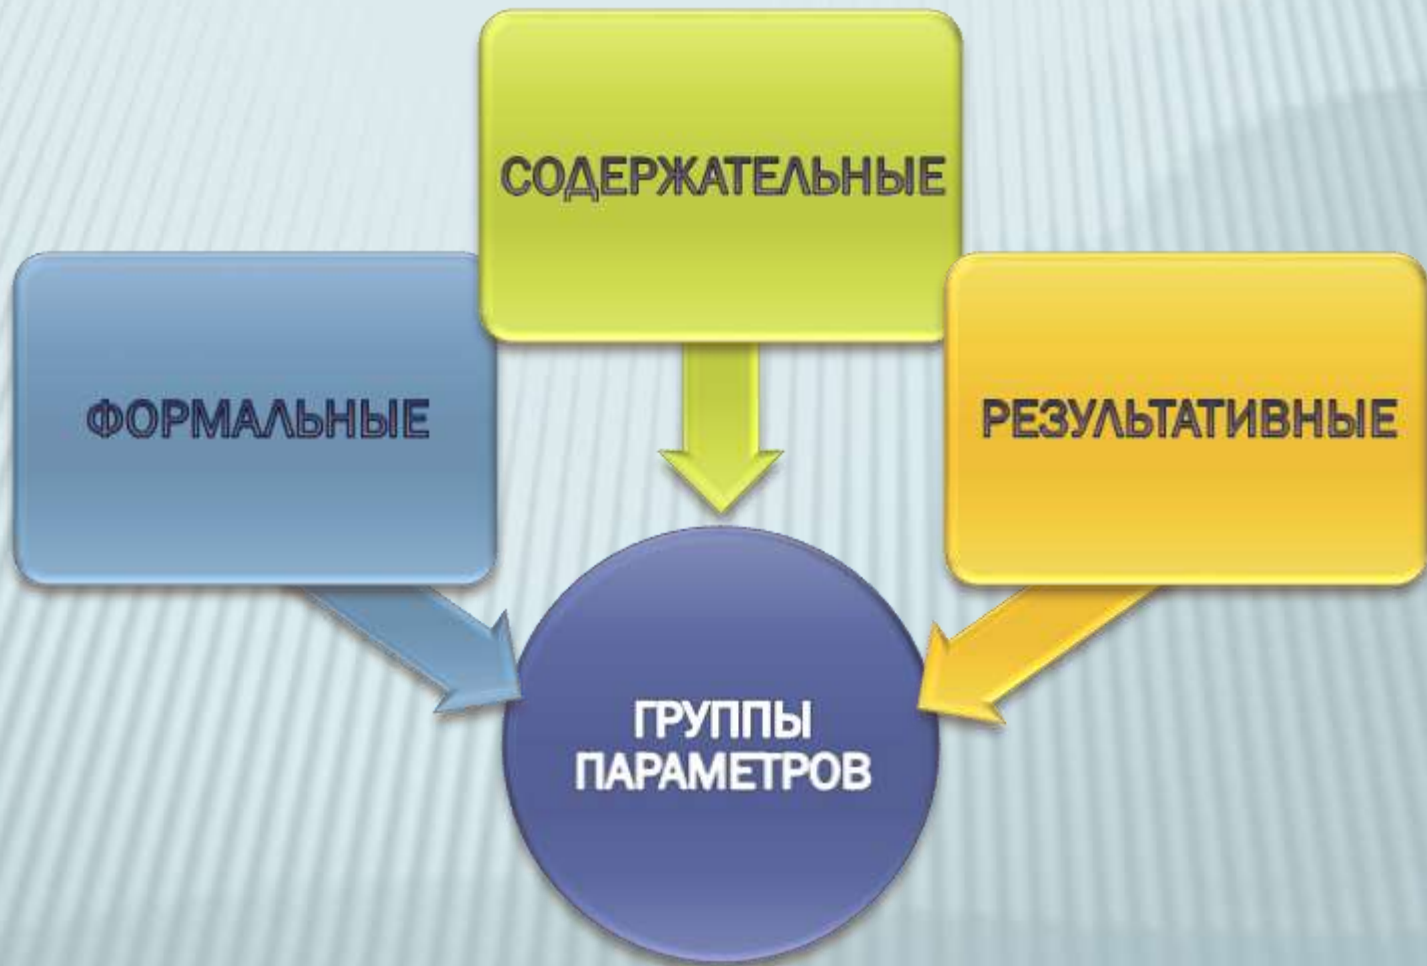 СОДЕРЖАТЕЛЬНЫЕ
ФОРМАЛЬНЫЕ
РЕЗУЛЬТАТИВНЫЕ
ГРУППЫ
ПАРАМЕТРОВ